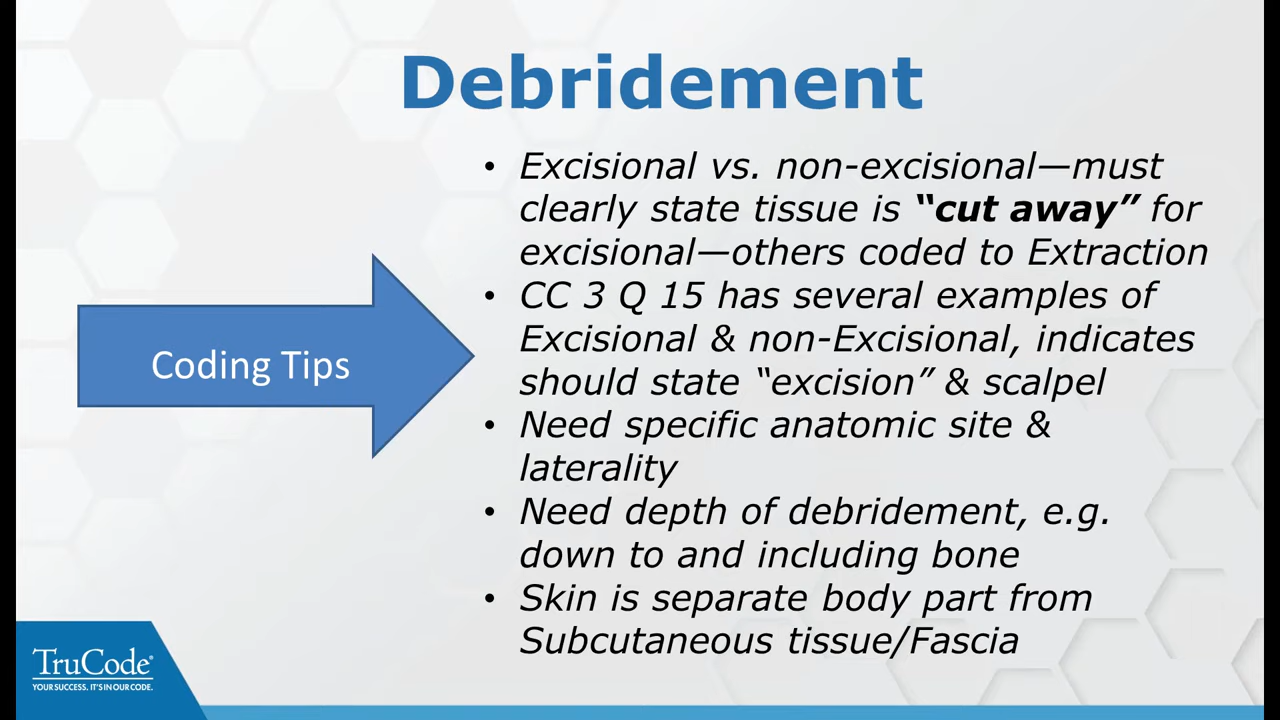 Debridement
• Excisional vs. non-excisional—must
clearly state tissue is “cut away” for
excisional—others coded to Extraction
• CC 3 Q 15 has several examples of
Excisional & non-Excisional, indicates
should state “excision” & scalpel
• Need specific anatomic site &
laterality
• Need depth of debridement, e.g.
down to and including bone
• Skin is separate body part from
Subcutaneous tissue/Fascia
Coding Tips
TruCode®
YOUR SUCCESS. IT'S IN OUR CODE.